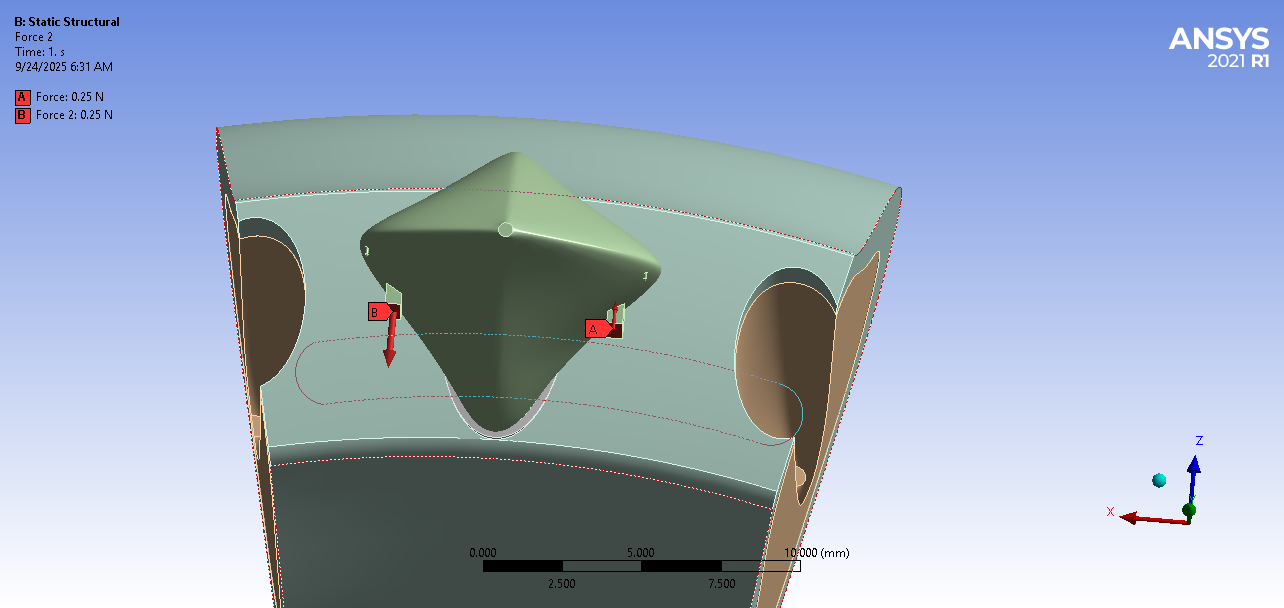 B: Static Structural
Force 2
Time: 1. s
9/24/2025 6:31 AM
A Force: 0.25 N
B Force 2: 0.25 N
ANSYS
2021 R1
B
A
Z
X
0.000 5.000 10.000 (mm)
2.500 7.500